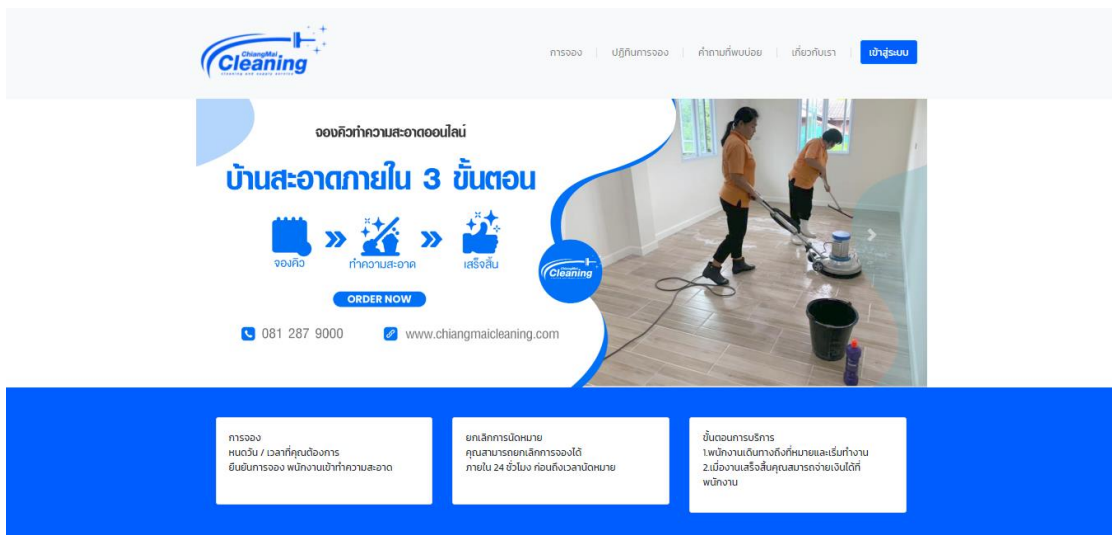 ChiangMai
Cleaning
cleaning and supply service
การจอง
ปฏิทินการจอง
คำถามที่พบบ่อย
เกี่ยวกับเรา
เข้าสู่ระบบ
จองคิวทำความสะอาดออนไลน์
บ้านสะอาดภายใน 3 ขั้นตอน
จองคิว
ทำความสะอาด
เสร็จสิ้น
ORDER NOW
081 287 9000
www.chiangmaicleaning.com
Cleaning
การจอง
หนดวัน / เวลาที่คุณต้องการ
ยืนยันการจอง พนักงานเข้าทำความสะอาด
ยกเลิกการนัดหมาย
คุณสามารถยกเลิกการจองได้
ภายใน 24 ชั่วโมง ก่อนถึงเวลานัดหมาย
ขั้นตอนการบริการ
1.พนักงานเดินทางถึงที่หมายและเริ่มทำงาน
2.เมื่องานเสร็จสิ้นคุณสมารถจ่ายเงินได้ที่
พนักงาน